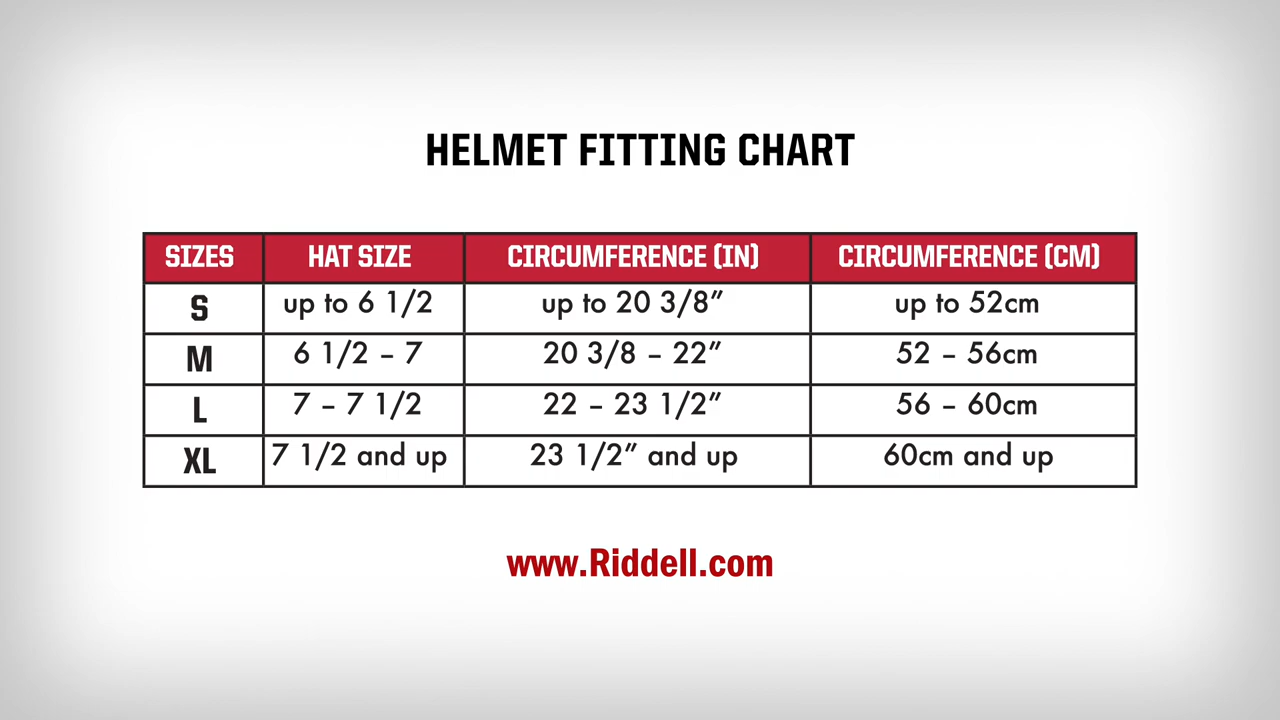 HELMET FITTING CHART
SIZES HAT SIZE CIRCUMFERENCE (IN) CIRCUMFERENCE (CM)
S up to 6 1/2 up to 20 3/8” up to 52cm
M 6 1/2 – 7 20 3/8 – 22” 52 – 56cm
L 7 – 7 1/2 22 – 23 1/2” 56 – 60cm
XL 7 1/2 and up 23 1/2” and up 60cm and up
www.Riddell.com